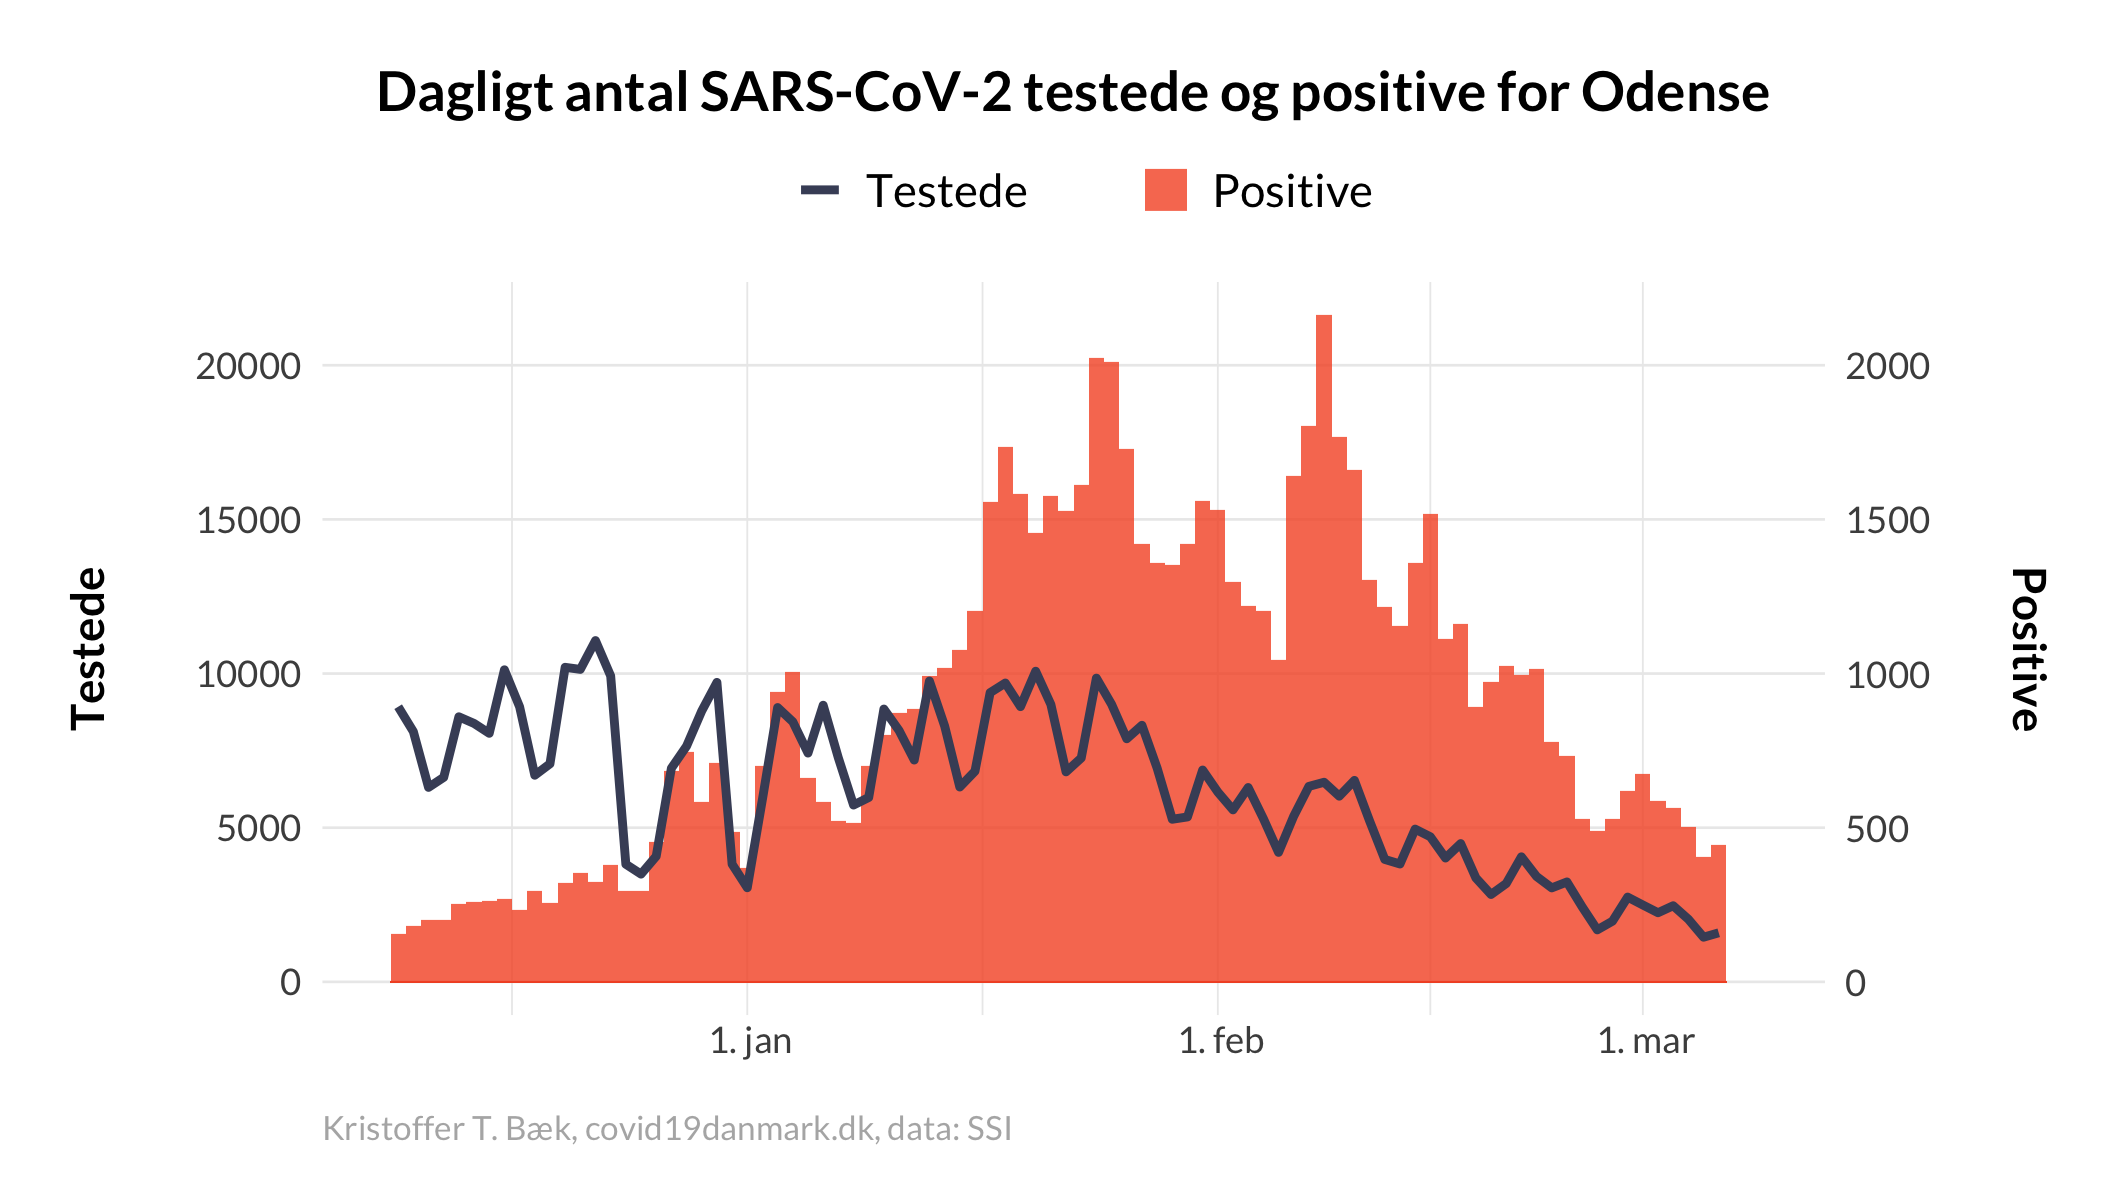 Dagligt antal SARS-CoV-2 testede og positive for Odense
Testede
Positive
20000
15000
10000
5000
0
Testede
2000
1500
1000
500
0
Positive
1. jan
1. feb
1. mar
Kristoffer T. Bæk, covid19danmark.dk, data: SSI